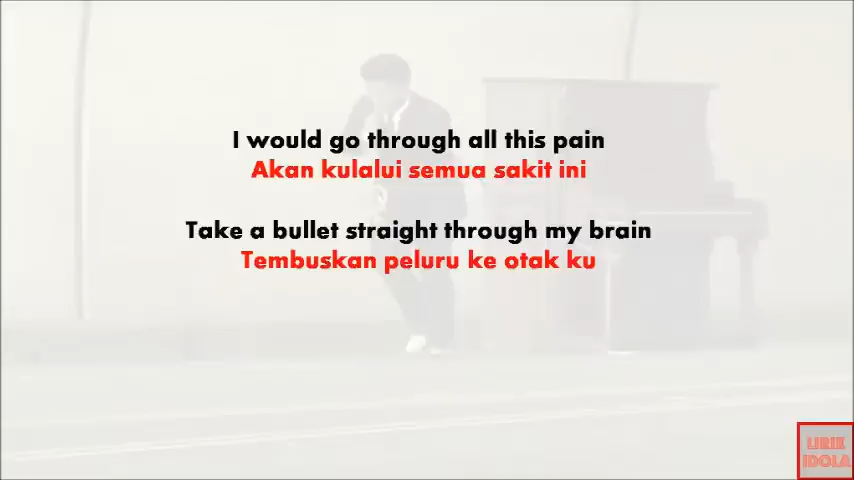 I would go through all this pain
Akan kulalui semua sakit ini
Take a bullet straight through my brain
Tembuskan peluru ke otak ku
LIRIK
IDOLA